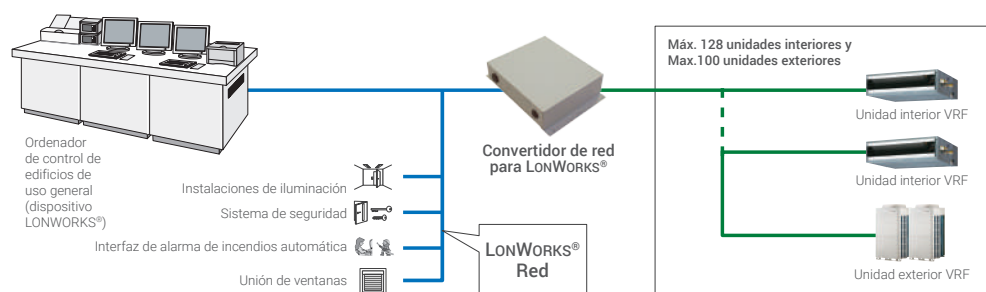 Ordenador
de control de
edificios de
uso general
(dispositivo
LONWORKS®)
Instalaciones de iluminación
Sistema de seguridad
Interfaz de alarma de incendios automática
Unión de ventanas
Convertidor de red
para LONWORKS®
LONWORKS®
Red
Máx. 128 unidades interiores y
Max.100 unidades exteriores
Unidad interior VRF
Unidad interior VRF
Unidad exterior VRF